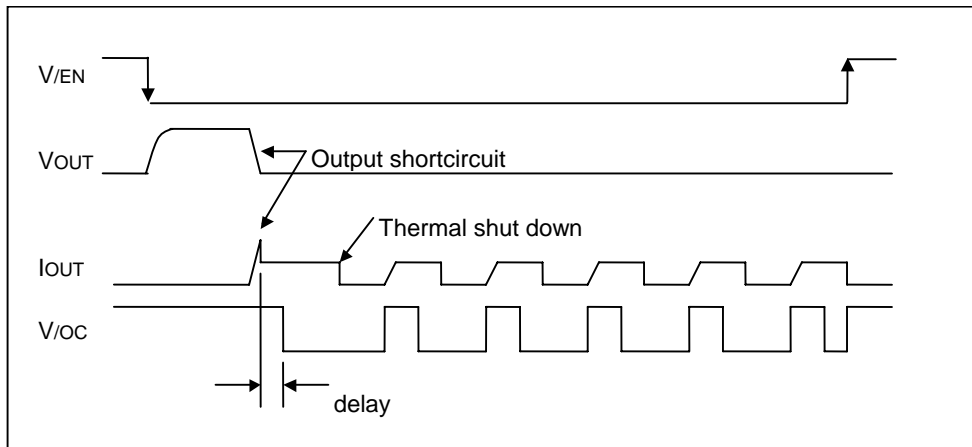 V/EN
VOUT
Output shortcircuit
Thermal shut down
IOUT
V/OC
delay